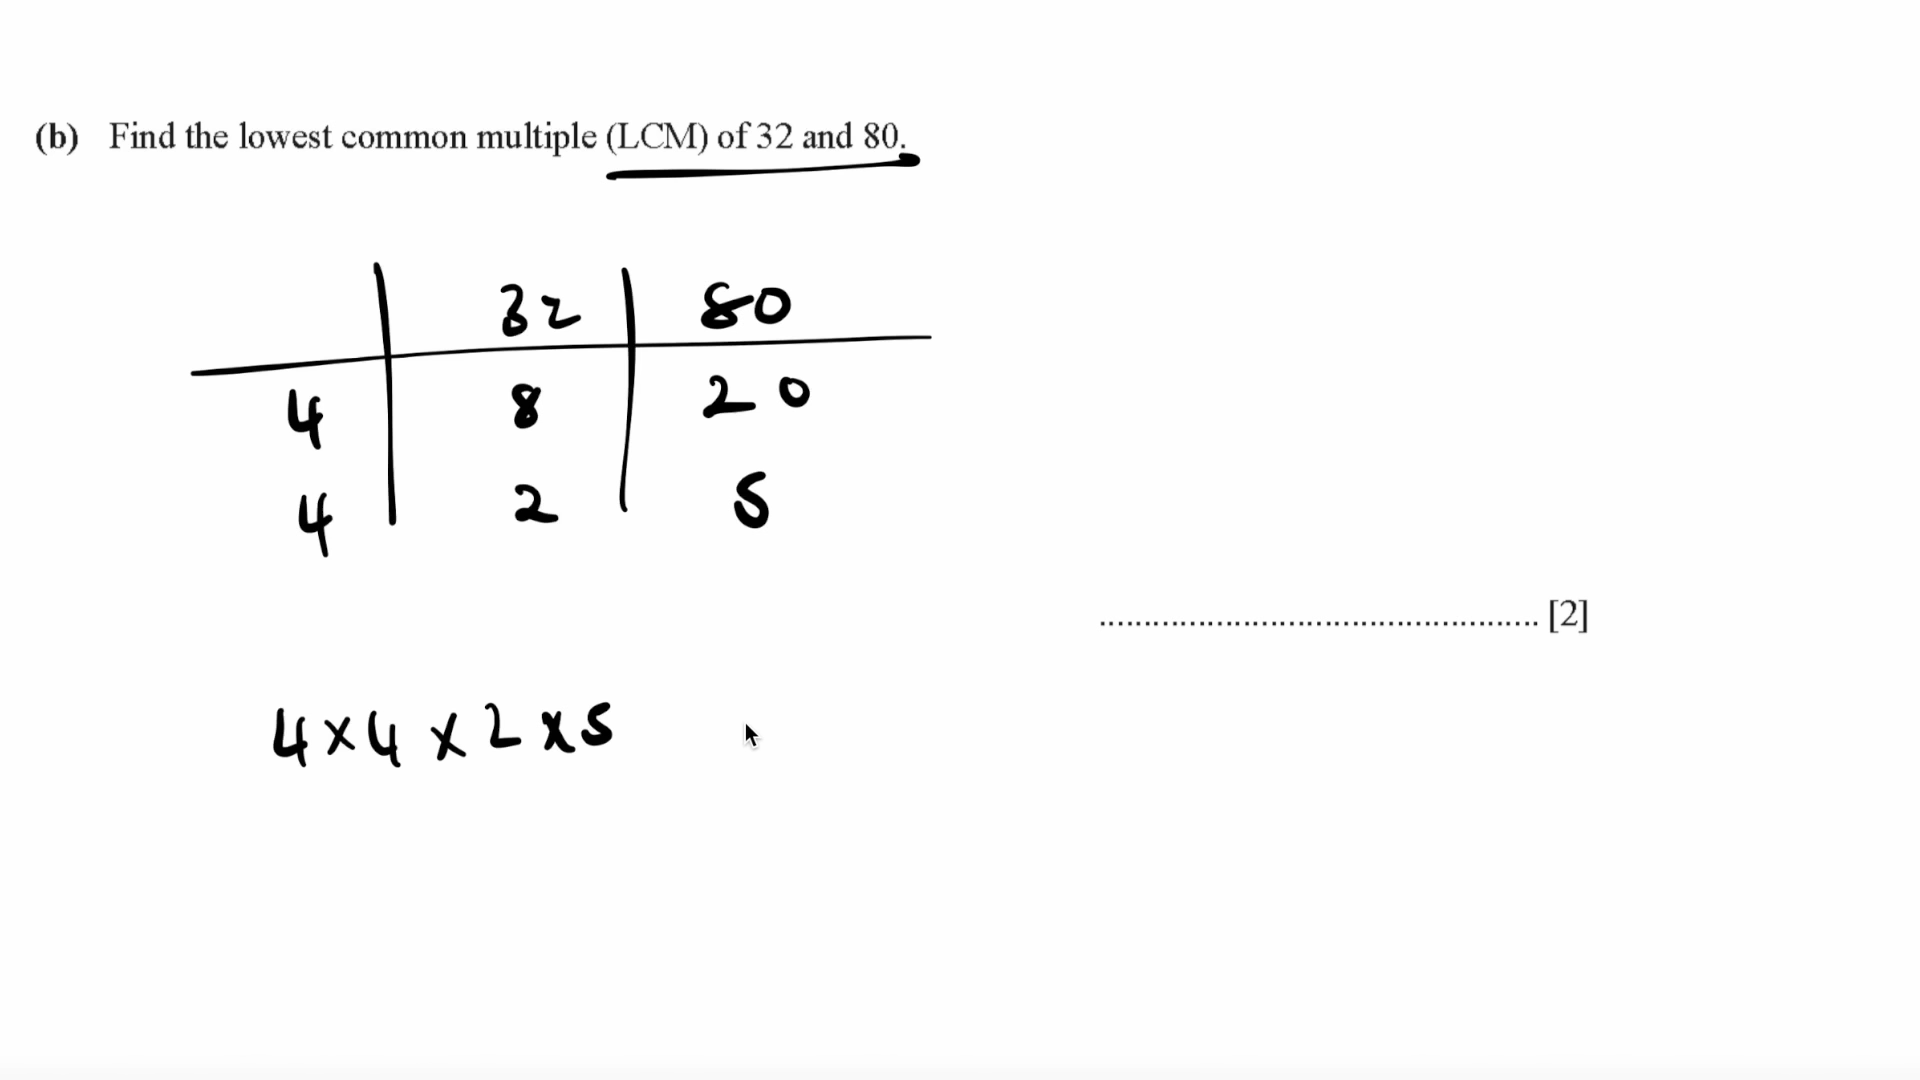 (b) Find the lowest common multiple (LCM) of 32 and 80.
32 80
4 8 20
4 2 5
................................................ [2]
4 × 4 × 2 × 5